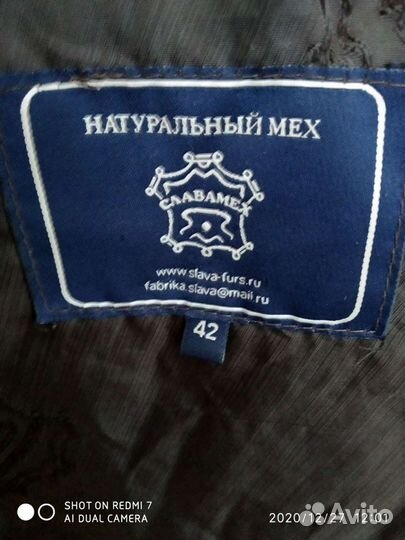 НАТУРАЛЬНЫЙ МЕХ
СЛАВАМЕХ
www.slava-furs.ru
fabrika.slava@mail.ru
42
SHOT ON REDMI 7
AI DUAL CAMERA
2020/12/27 12:01
Avito